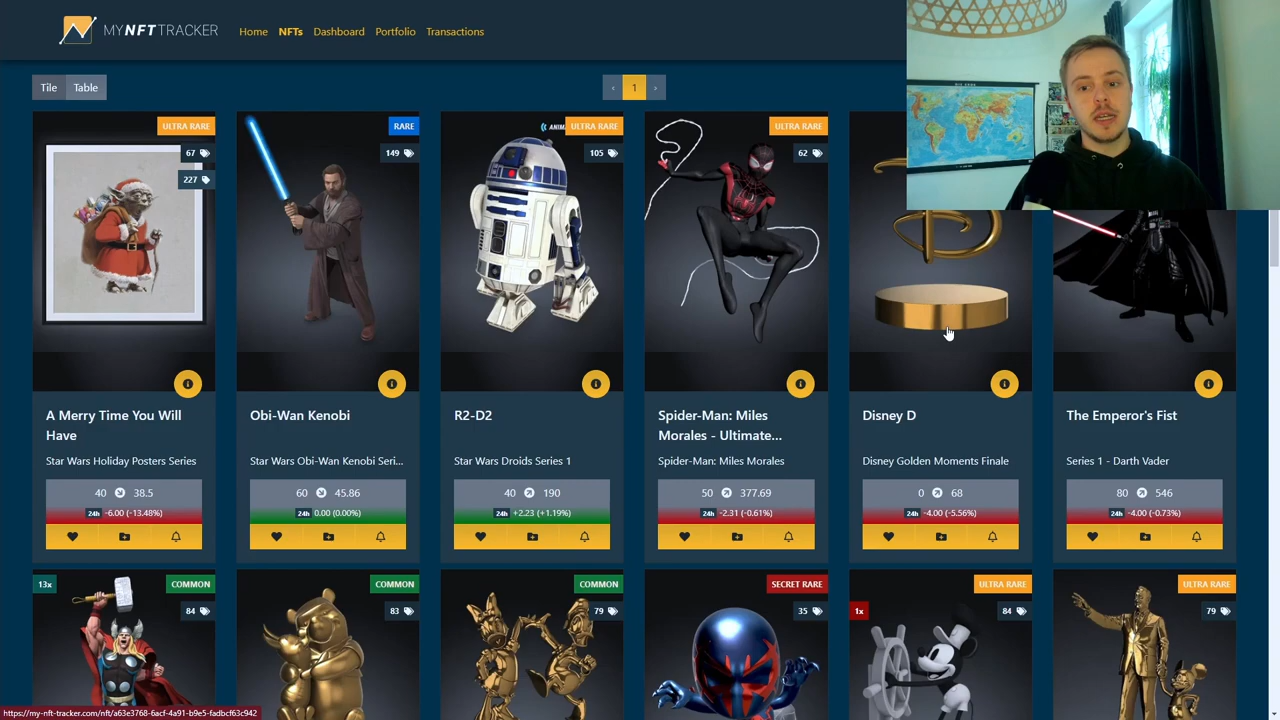 MYNFTTRACKER
Home NFTs Dashboard Portfolio Transactions
Tile Table
‹ 1 ›
ULTRA RARE
67
227
A Merry Time You Will
Have
Star Wars Holiday Posters Series
40 38.5
24h -6.00 (-13.48%)
RARE
149
Obi-Wan Kenobi
Star Wars Obi-Wan Kenobi Seri...
60 45.86
24h 0.00 (0.00%)
ULTRA RARE
105
R2-D2
Star Wars Droids Series 1
40 190
24h +2.23 (+1.19%)
ULTRA RARE
62
Spider-Man: Miles
Morales - Ultimate...
Spider-Man: Miles Morales
50 377.69
24h -2.31 (-0.61%)
Disney D
Disney Golden Moments Finale
0 68
24h -4.00 (-5.56%)
The Emperor's Fist
Series 1 - Darth Vader
80 546
24h -4.00 (-0.73%)
13x COMMON
84
COMMON
83
COMMON
79
SECRET RARE
35
1x ULTRA RARE
84
ULTRA RARE
79
https://my-nft-tracker.com/nft/a63e3768-6acf-4a91-b9e5-fadbcf63c942